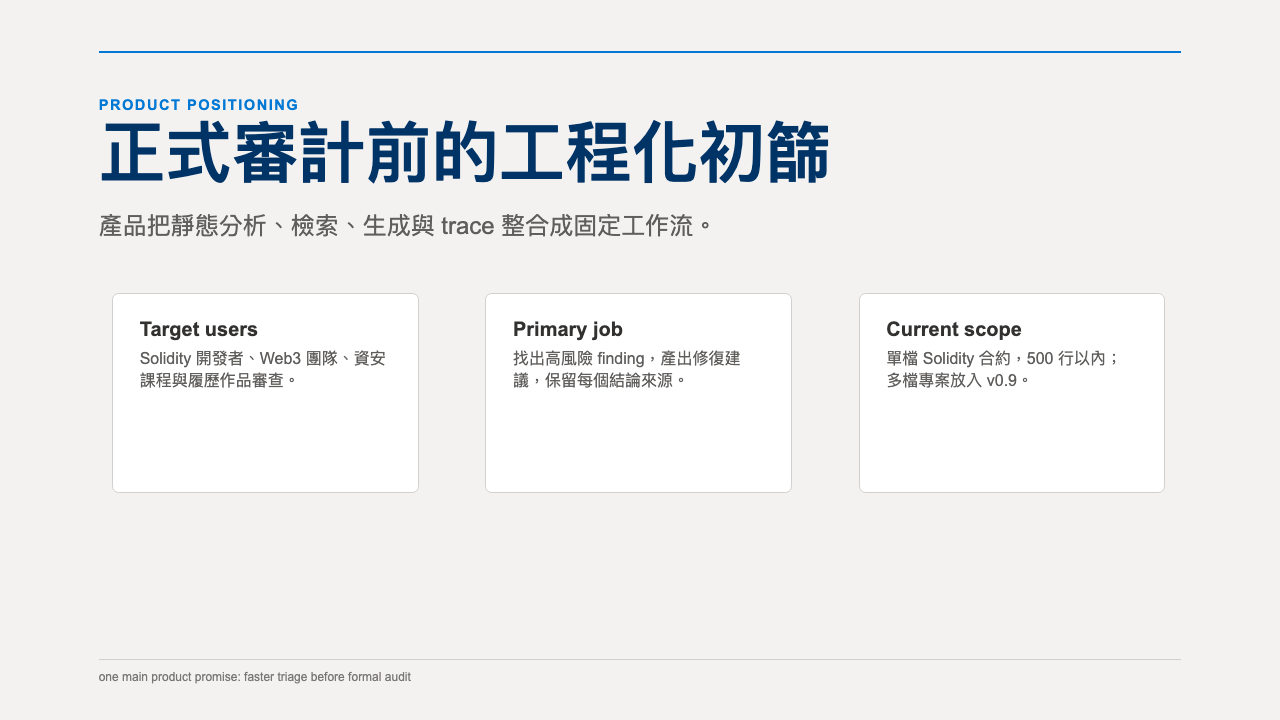 PRODUCT POSITIONING
正式審計前的工程化初篩
產品把靜態分析、檢索、生成與 trace 整合成固定工作流。
Target users
Solidity 開發者、Web3 團隊、資安
課程與履歷作品審查。
Primary job
找出高風險 finding，產出修復建
議，保留每個結論來源。
Current scope
單檔 Solidity 合約，500 行以內；
多檔專案放入 v0.9。
one main product promise: faster triage before formal audit